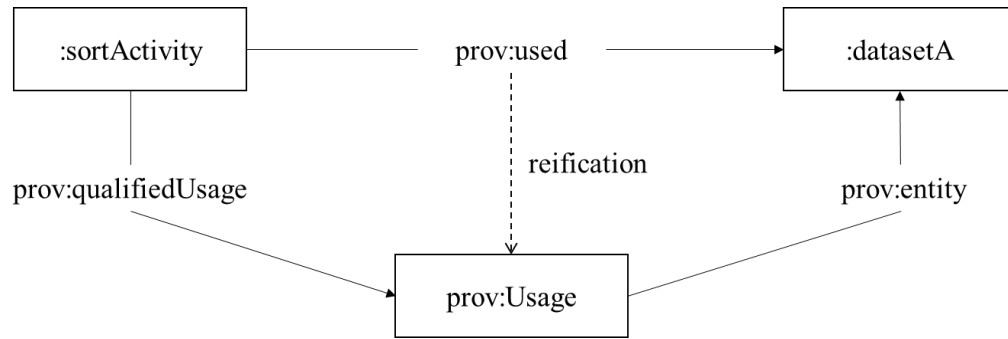 :sortActivity
prov:used
:datasetA
reification
prov:qualifiedUsage
prov:entity
prov:Usage